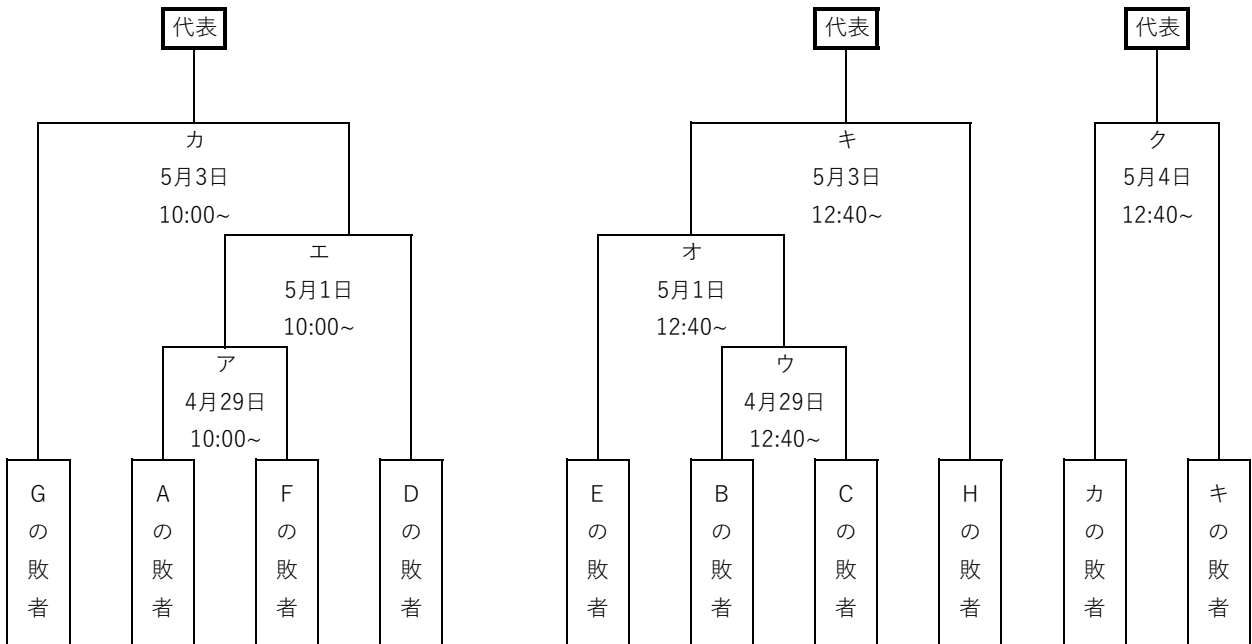 代表
代表
代表
カ
5月3日
10:00~
キ
5月3日
12:40~
ク
5月4日
12:40~
エ
5月1日
10:00~
オ
5月1日
12:40~
ア
4月29日
10:00~
ウ
4月29日
12:40~
Gの敗者
Aの敗者
Fの敗者
Dの敗者
Eの敗者
Bの敗者
Cの敗者
Hの敗者
カの敗者
キの敗者